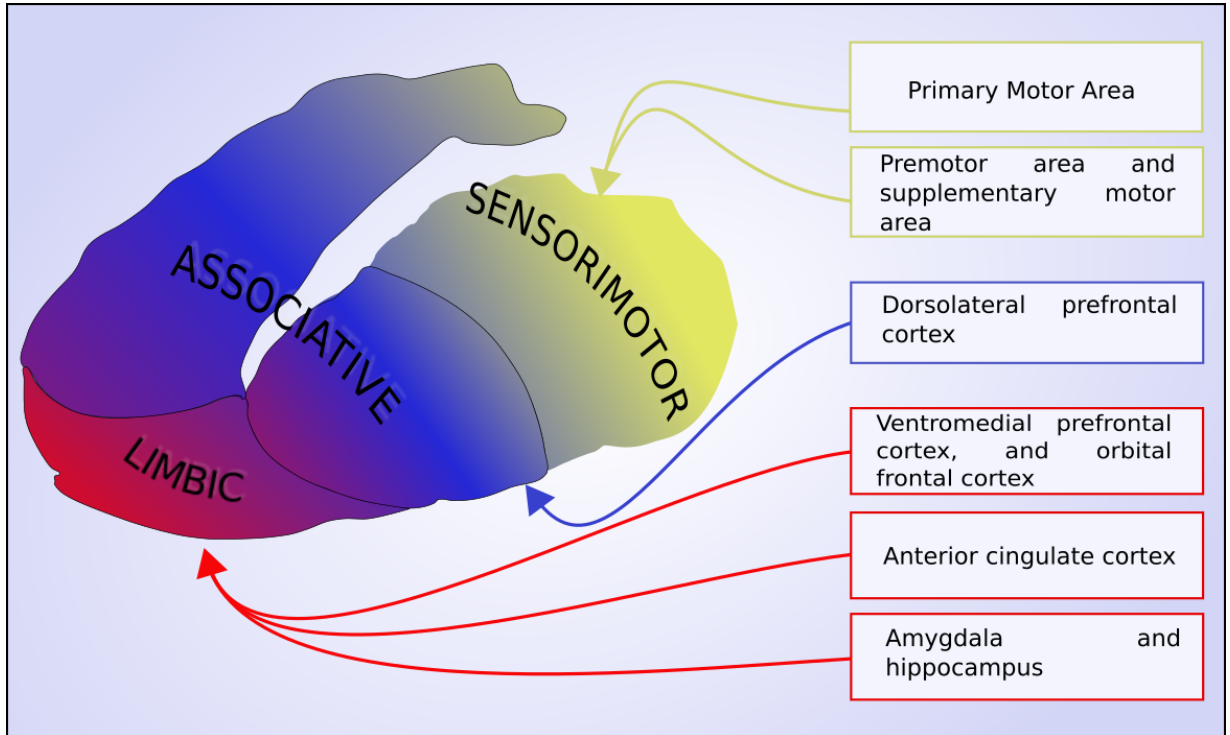 SENSORIMOTOR
ASSOCIATIVE
LIMBIC
Primary Motor Area
Premotor area and
supplementary motor
area
Dorsolateral prefrontal
cortex
Ventromedial prefrontal
cortex, and orbital
frontal cortex
Anterior cingulate cortex
Amygdala and
hippocampus